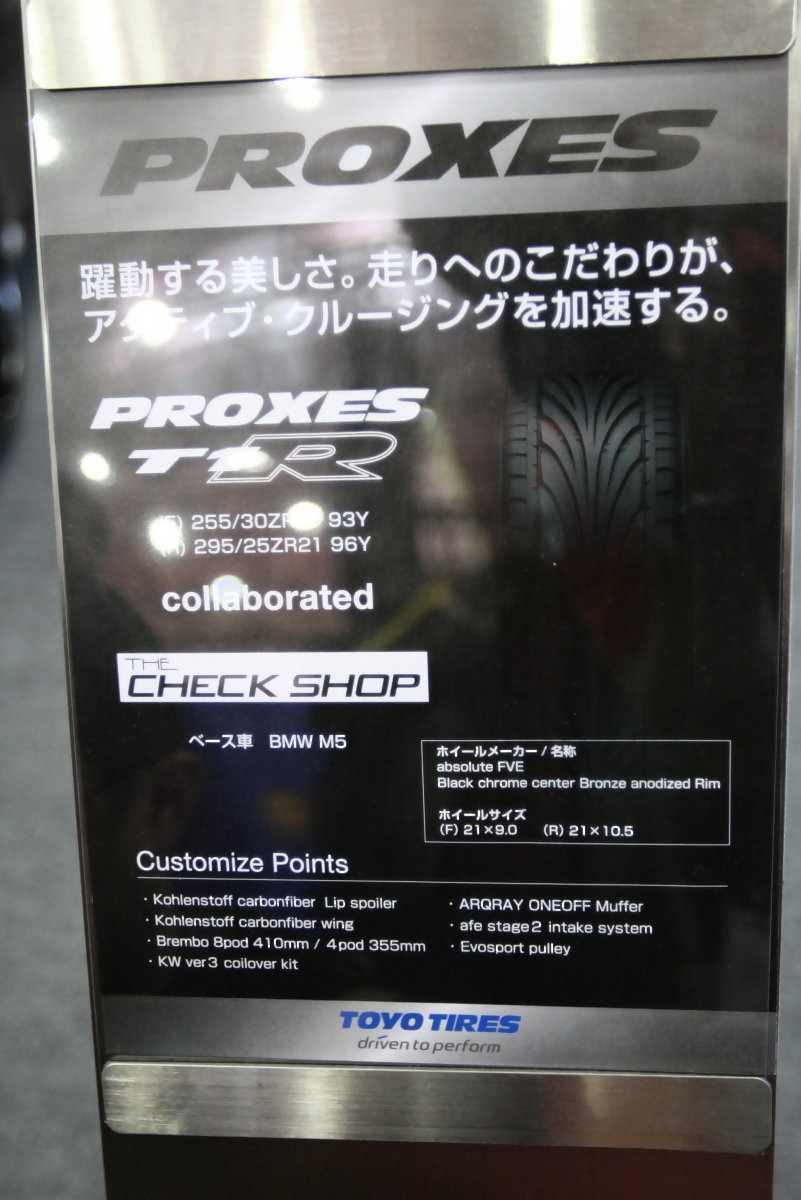 PROXES
躍動する美しさ。走りへのこだわりが、
アクティブ・クルージングを加速する。
PROXES
T1R
255/30ZR 93Y
295/25ZR21 96Y
collaborated
THE
CHECK SHOP
ベース車 BMW M5
ホイールメーカー / 名称
absolute FVE
Black chrome center Bronze anodized Rim
ホイールサイズ
(F) 21×9.0 (R) 21×10.5
Customize Points
・Kohlenstoff carbonfiber Lip spoiler
・Kohlenstoff carbonfiber wing
・Brembo 8pod 410mm / 4pod 355mm
・KW ver3 coilover kit
・ARQRAY ONEOFF Muffer
・afe stage2 intake system
・Evosport pulley
TOYO TIRES
driven to perform